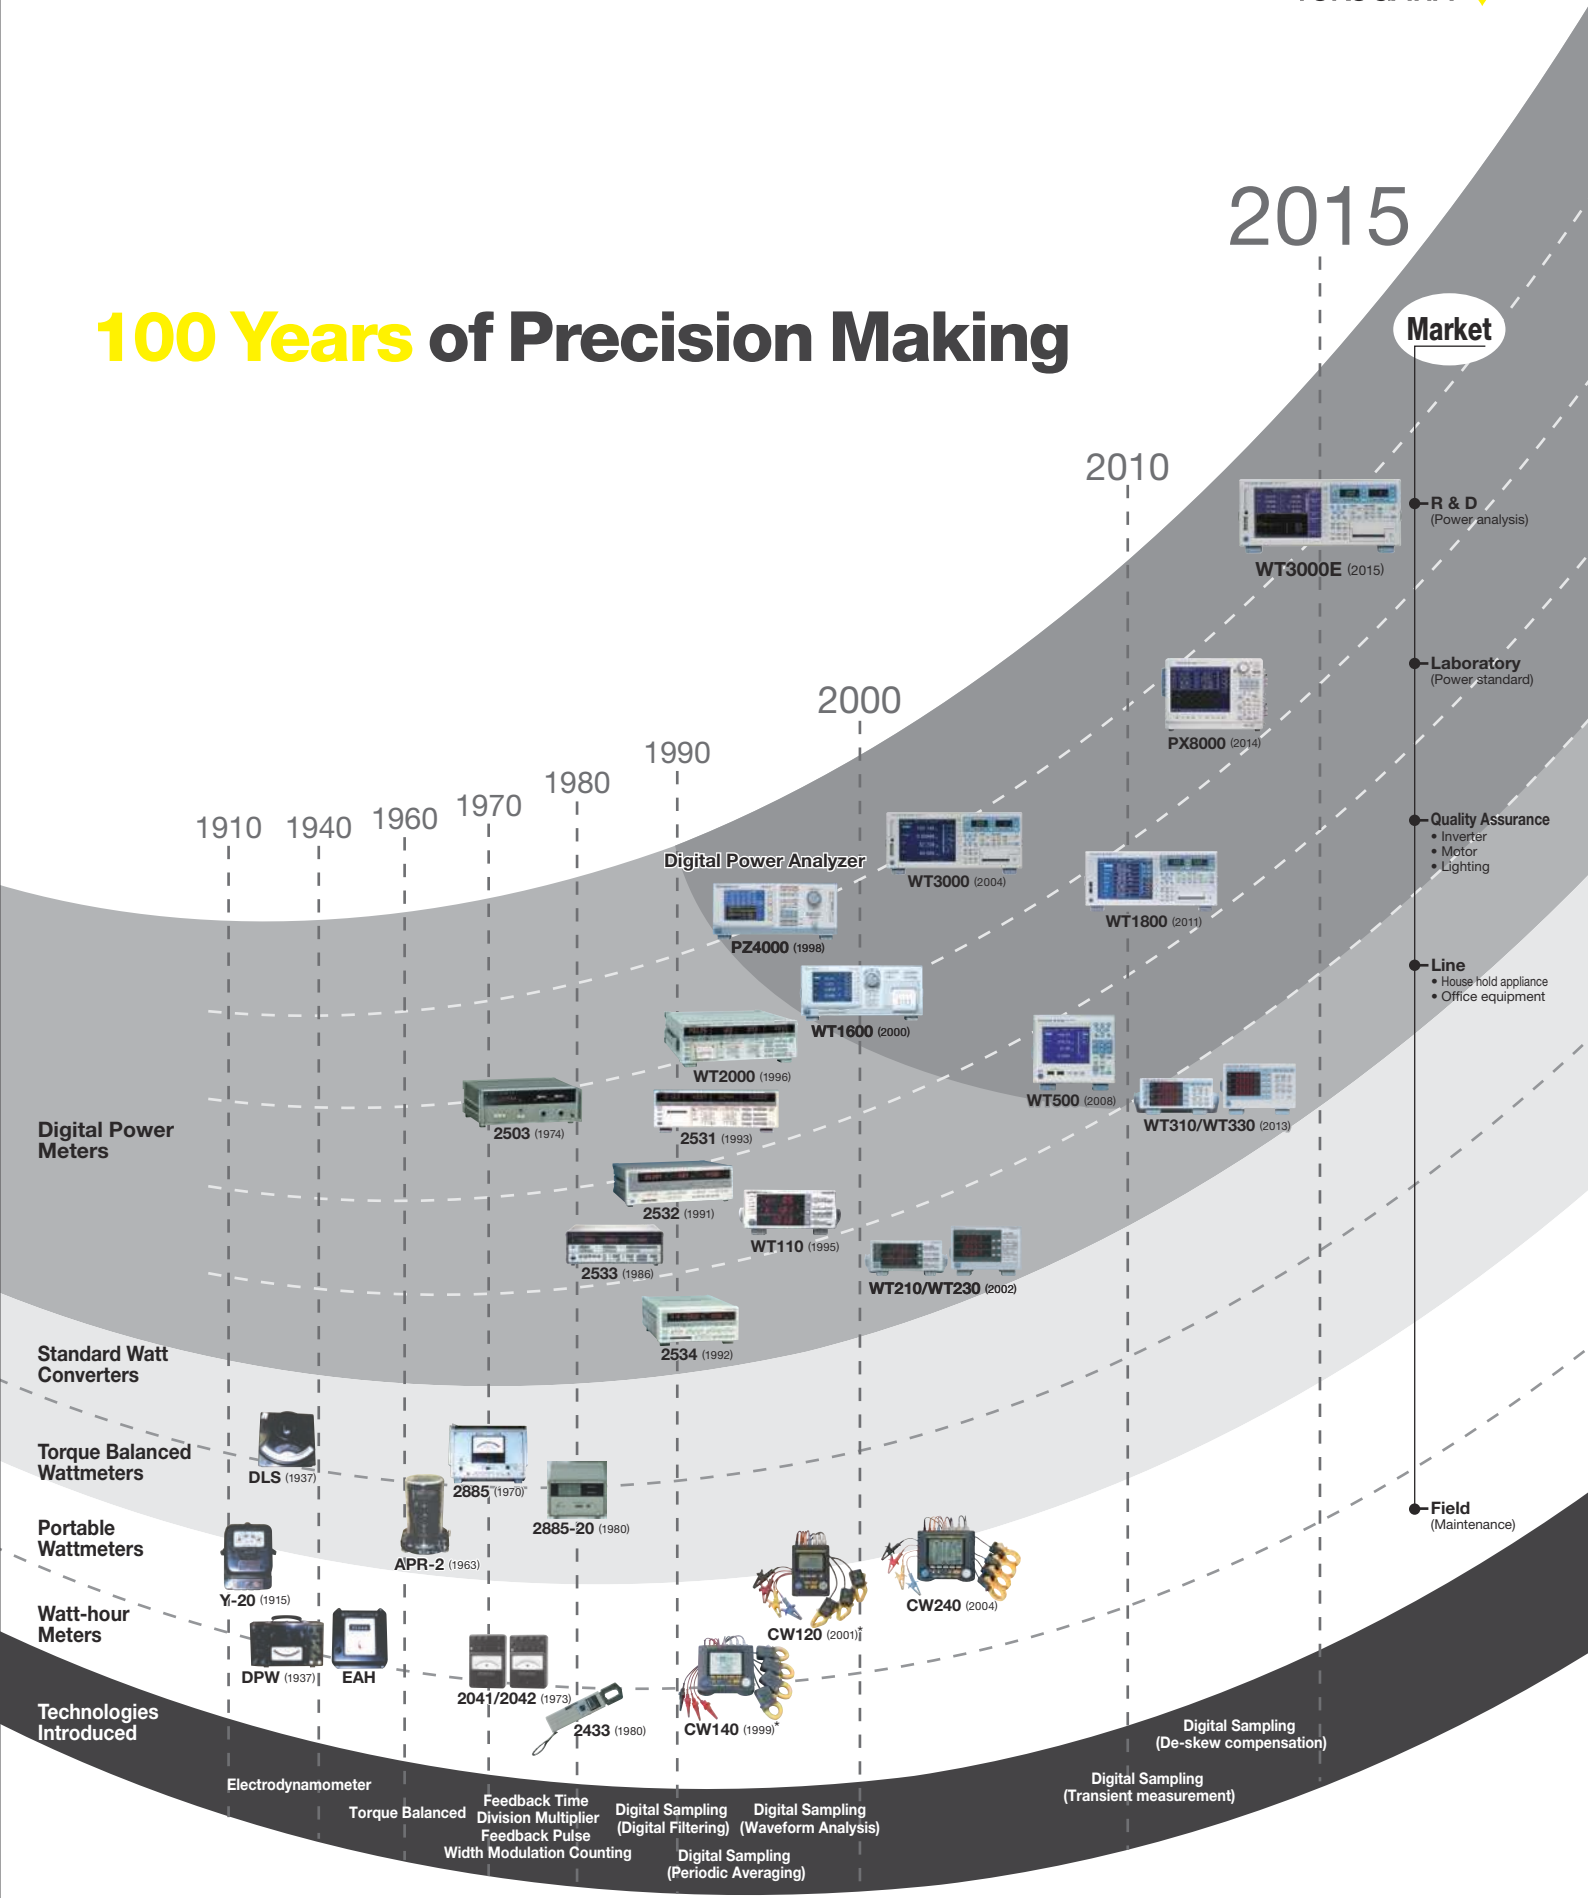 2015
100 Years of Precision Making
Market
2010
R & D
(Power analysis)
WT3000E (2015)
Laboratory
(Power standard)
2000
PX8000 (2014)
1990
1980
1970
1960
1910
1940
Quality Assurance
• Inverter
• Motor
• Lighting
Digital Power Analyzer
WT3000 (2004)
WT1800 (2011)
PZ4000 (1998)
Line
• House hold appliance
• Office equipment
WT1600 (2000)
WT2000 (1996)
WT500 (2008)
WT310/WT330 (2013)
Digital Power
Meters
2503 (1974)
2531 (1993)
2532 (1991)
WT110 (1995)
2533 (1986)
WT210/WT230 (2002)
2534 (1992)
Standard Watt
Converters
Torque Balanced
Wattmeters
DLS (1937)
2885 (1970)
2885-20 (1980)
Field
(Maintenance)
Portable
Wattmeters
APR-2 (1963)
Y-20 (1915)
CW240 (2004)
Watt-hour
Meters
CW120 (2001)*
DPW (1937)
EAH
2041/2042 (1973)
2433 (1980)
CW140 (1999)*
Technologies
Introduced
Digital Sampling
(De-skew compensation)
Digital Sampling
(Transient measurement)
Electrodynamometer
Torque Balanced
Feedback Time
Division Multiplier
Feedback Pulse
Width Modulation Counting
Digital Sampling
(Digital Filtering)
Digital Sampling
(Waveform Analysis)
Digital Sampling
(Periodic Averaging)